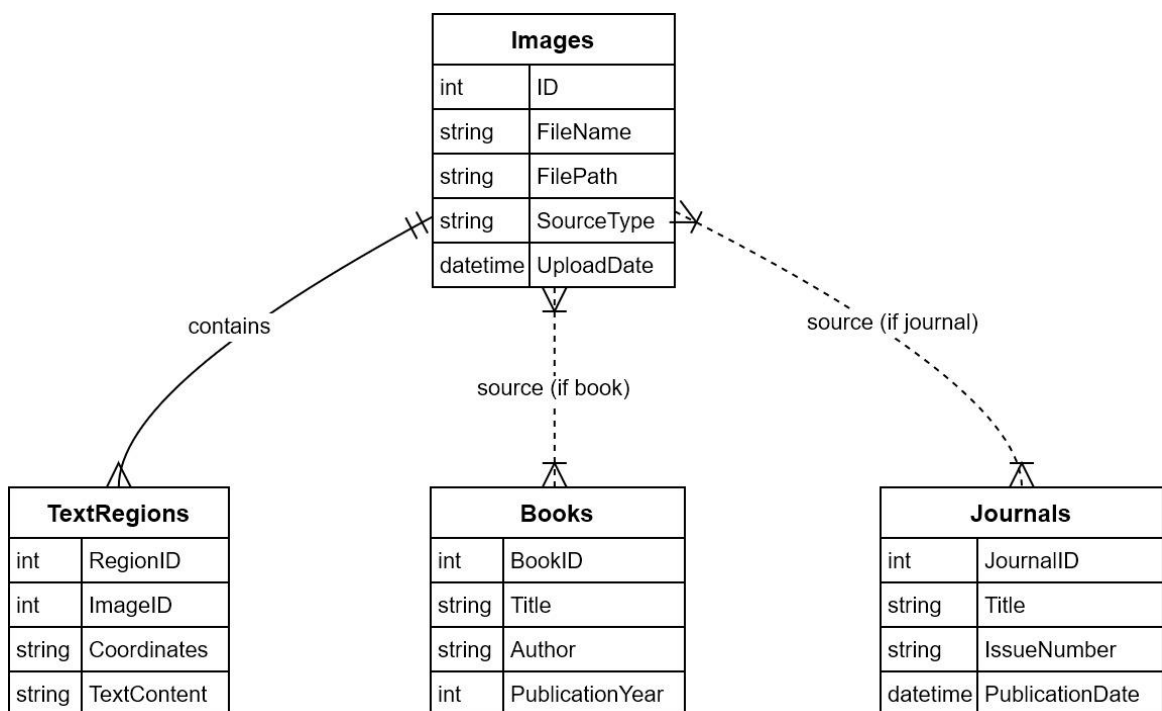 Images
int ID
string FileName
string FilePath
string SourceType
datetime UploadDate
contains
source (if journal)
source (if book)
TextRegions
int RegionID
int ImageID
string Coordinates
string TextContent
Books
int BookID
string Title
string Author
int PublicationYear
Journals
int JournalID
string Title
string IssueNumber
datetime PublicationDate